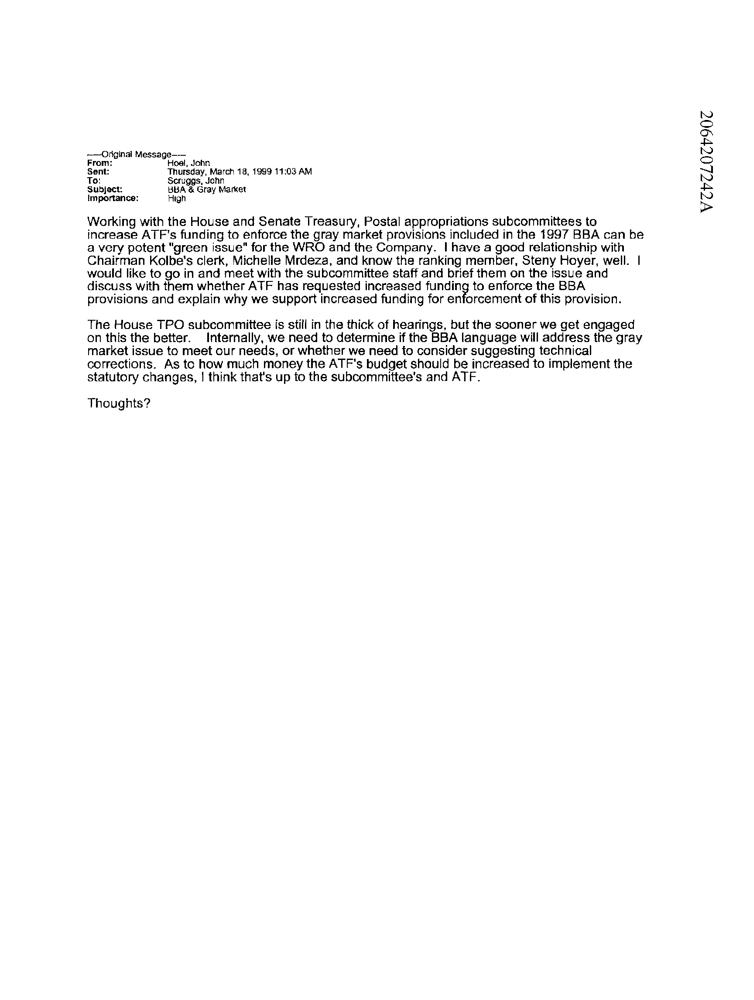 -----Original Message-----
From: Hoel, John
Sent: Thursday, March 18, 1999 11:03 AM
To: Scruggs, John
Subject: BBA & Gray Market
Importance: High
Working with the House and Senate Treasury, Postal appropriations subcommittees to
increase ATF's funding to enforce the gray market provisions included in the 1997 BBA can be
a very potent "green issue" for the WRO and the Company. I have a good relationship with
Chairman Kolbe's clerk, Michelle Mrdeza, and know the ranking member, Steny Hoyer, well. I
would like to go in and meet with the subcommittee staff and brief them on the issue and
discuss with them whether ATF has requested increased funding to enforce the BBA
provisions and explain why we support increased funding for enforcement of this provision.
The House TPO subcommittee is still in the thick of hearings, but the sooner we get engaged
on this the better. Internally, we need to determine if the BBA language will address the gray
market issue to meet our needs, or whether we need to consider suggesting technical
corrections. As to how much money the ATF's budget should be increased to implement the
statutory changes, I think that's up to the subcommittee's and ATF.
Thoughts?
2064207242A